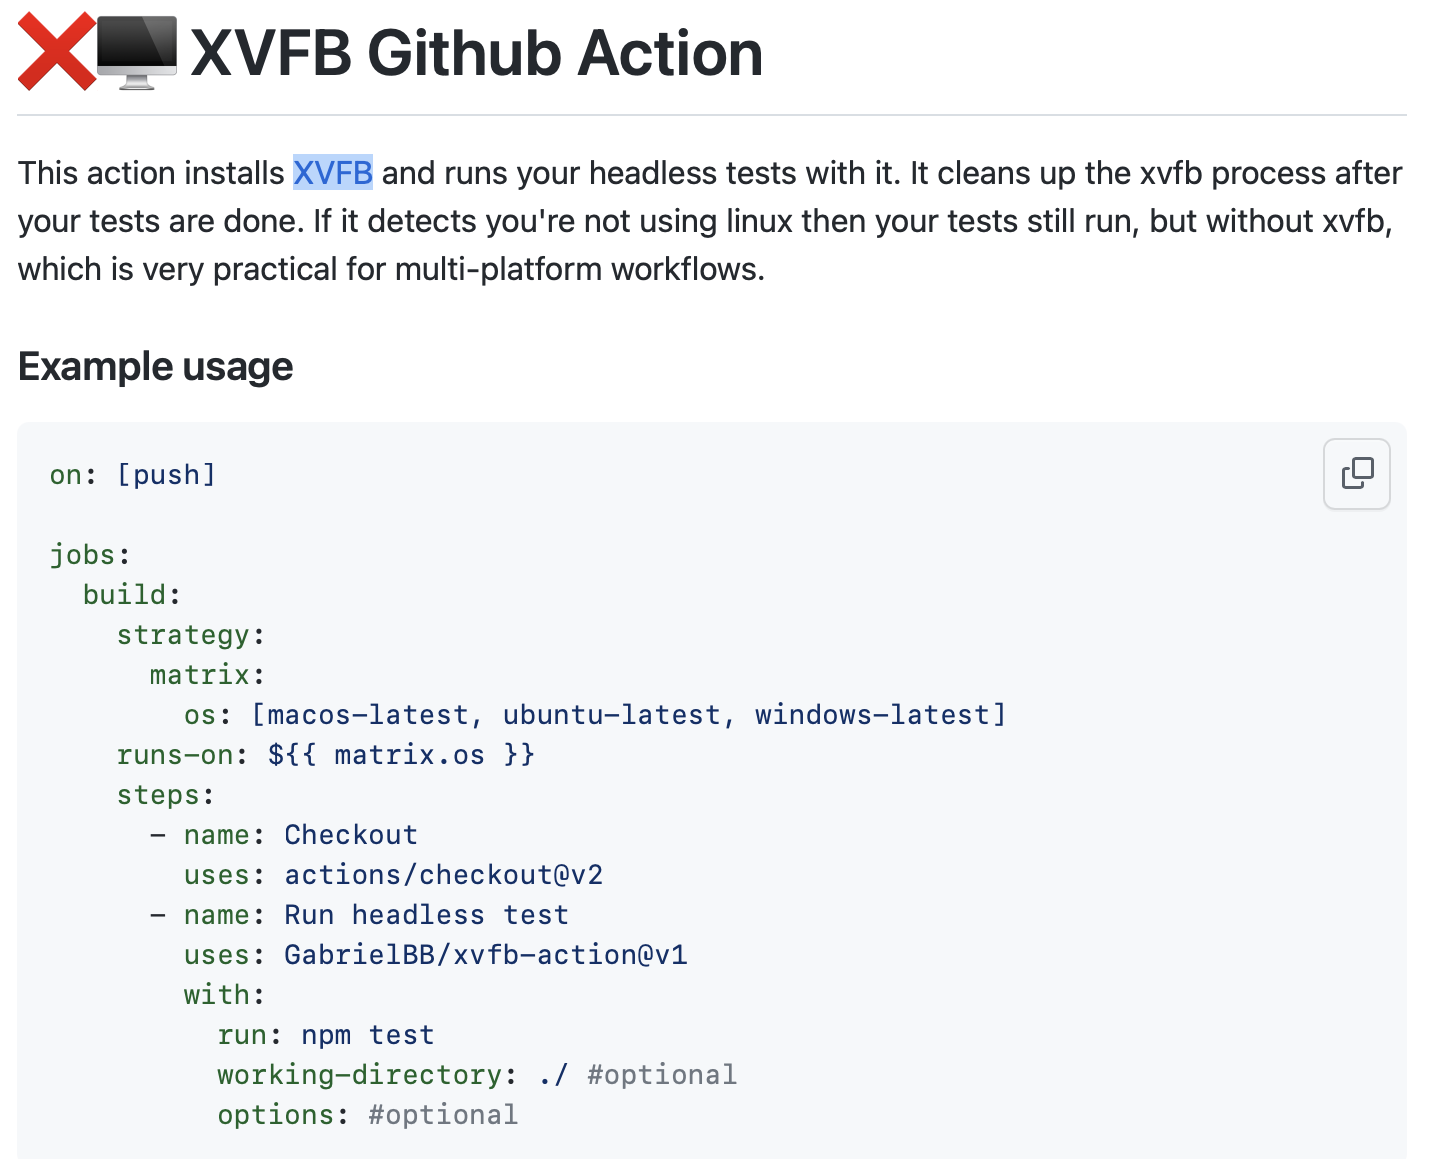 ❌🖥️ XVFB Github Action
This action installs XVFB and runs your headless tests with it. It cleans up the xvfb process after
your tests are done. If it detects you're not using linux then your tests still run, but without xvfb,
which is very practical for multi-platform workflows.
Example usage
on: [push]

jobs:
  build:
    strategy:
      matrix:
        os: [macos-latest, ubuntu-latest, windows-latest]
    runs-on: ${{ matrix.os }}
    steps:
      - name: Checkout
        uses: actions/checkout@v2
      - name: Run headless test
        uses: GabrielBB/xvfb-action@v1
        with:
          run: npm test
          working-directory: ./ #optional
          options: #optional